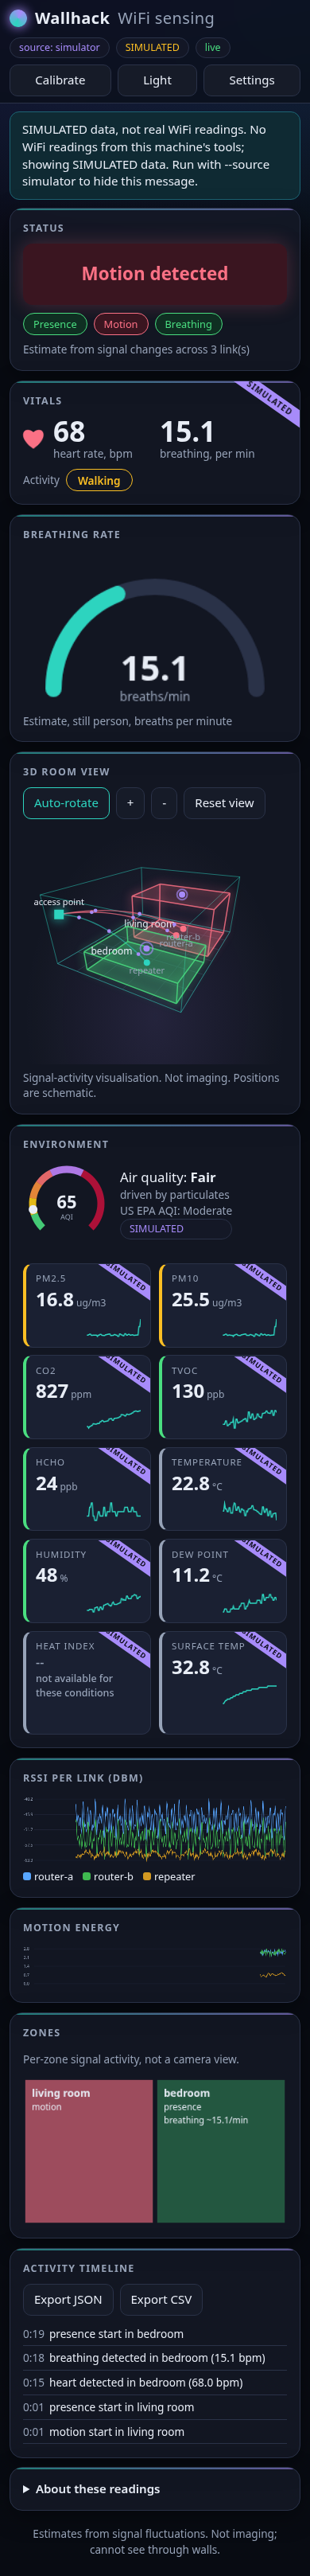 Wallhack WiFi sensing
source: simulator SIMULATED live
Calibrate Light Settings
SIMULATED data, not real WiFi readings. No
WiFi readings from this machine's tools;
showing SIMULATED data. Run with --source
simulator to hide this message.
STATUS
Motion detected
Presence Motion Breathing
Estimate from signal changes across 3 link(s)
VITALS
SIMULATED
68 15.1
heart rate, bpm breathing, per min
Activity Walking
BREATHING RATE
15.1
breaths/min
Estimate, still person, breaths per minute
3D ROOM VIEW
Auto-rotate + - Reset view
access point
living room
router-b
router-a
bedroom
repeater
Signal-activity visualisation. Not imaging. Positions
are schematic.
ENVIRONMENT
65
AQI
Air quality: Fair
driven by particulates
US EPA AQI: Moderate
SIMULATED
PM2.5 SIMULATED PM10 SIMULATED
16.8 ug/m3 25.5 ug/m3
CO2 SIMULATED TVOC SIMULATED
827 ppm 130 ppb
HCHO SIMULATED TEMPERATURE SIMULATED
24 ppb 22.8 °C
HUMIDITY SIMULATED DEW POINT SIMULATED
48 % 11.2 °C
HEAT INDEX SIMULATED SURFACE TEMP SIMULATED
-- 32.8 °C
not available for
these conditions
RSSI PER LINK (DBM)
router-a router-b repeater
MOTION ENERGY
ZONES
Per-zone signal activity, not a camera view.
living room bedroom
motion presence
breathing ~15.1/min
ACTIVITY TIMELINE
Export JSON Export CSV
0:19 presence start in bedroom
0:18 breathing detected in bedroom (15.1 bpm)
0:15 heart detected in bedroom (68.0 bpm)
0:01 presence start in living room
0:01 motion start in living room
About these readings
Estimates from signal fluctuations. Not imaging;
cannot see through walls.